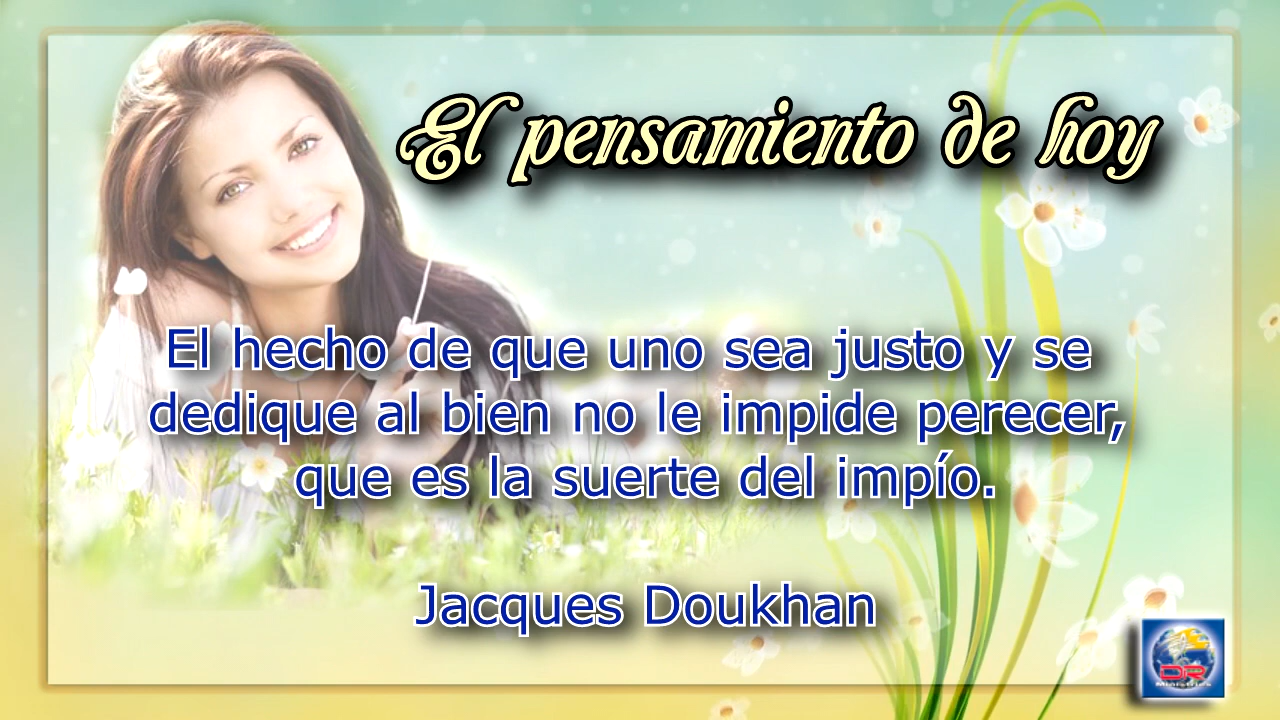 El pensamiento de hoy
El hecho de que uno sea justo y se
dedique al bien no le impide perecer,
que es la suerte del impío.
Jacques Doukhan
DR
Ministries